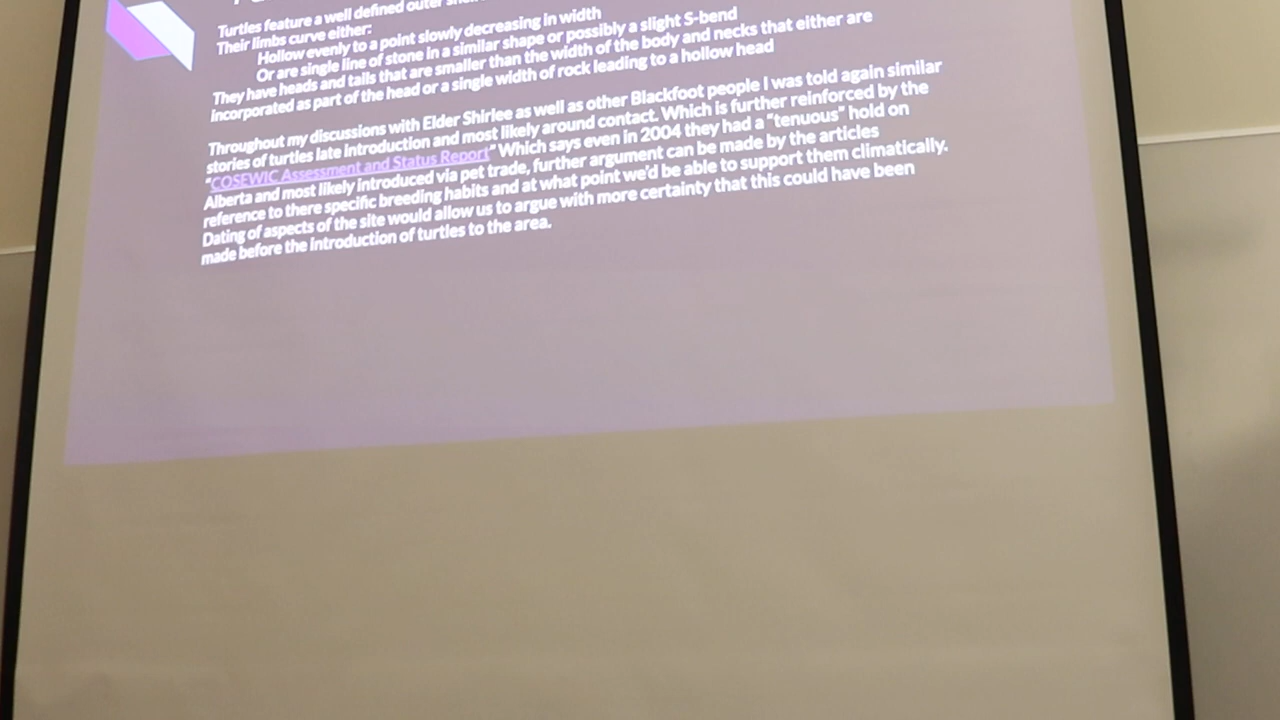 Turtles feature a well defined outer
Their limbs curve either:
Hollow evenly to a point slowly decreasing in width
Or are single line of stone in a similar shape or possibly a slight S-bend
They have heads and tails that are smaller than the width of the body and necks that either are
incorporated as part of the head or a single width of rock leading to a hollow head
Throughout my discussions with Elder Shirlee as well as other Blackfoot people I was told again similar
stories of turtles late introduction and most likely around contact. Which is further reinforced by the
"COSEWIC Assessment and Status Report" Which says even in 2004 they had a "tenuous" hold on
Alberta and most likely introduced via pet trade, further argument can be made by the articles
reference to there specific breeding habits and at what point we'd be able to support them climatically.
Dating of aspects of the site would allow us to argue with more certainty that this could have been
made before the introduction of turtles to the area.